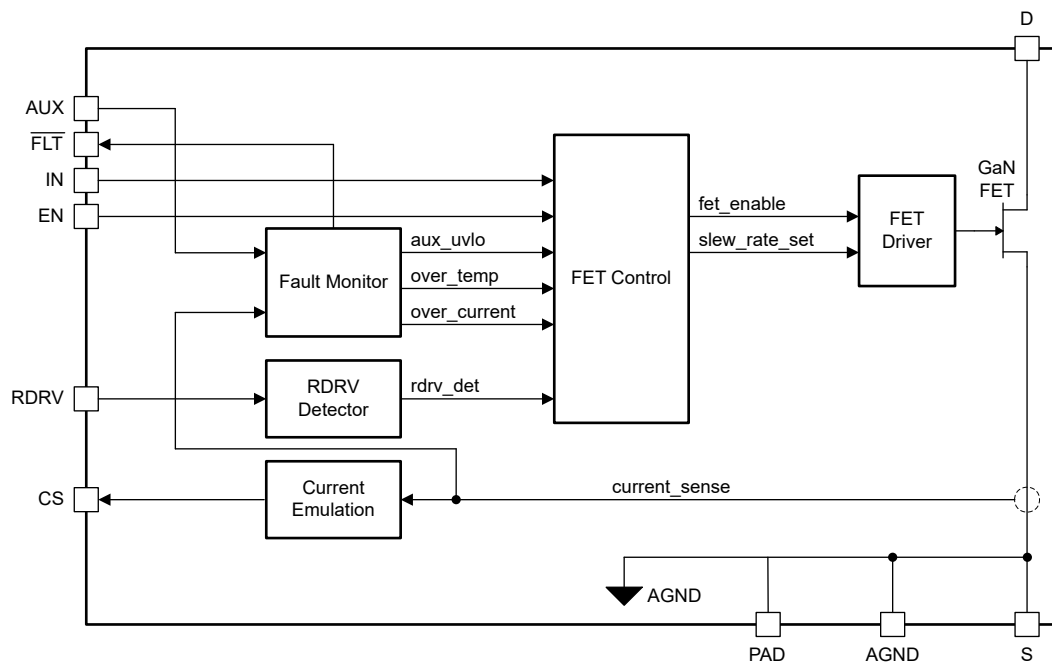 D
AUX
FLT
IN
EN
GaN
FET
fet_enable
slew_rate_set
FET
Driver
aux_uvlo
over_temp
over_current
Fault Monitor
FET Control
RDRV
RDRV
Detector
rdrv_det
CS
Current
Emulation
current_sense
AGND
PAD
AGND
S